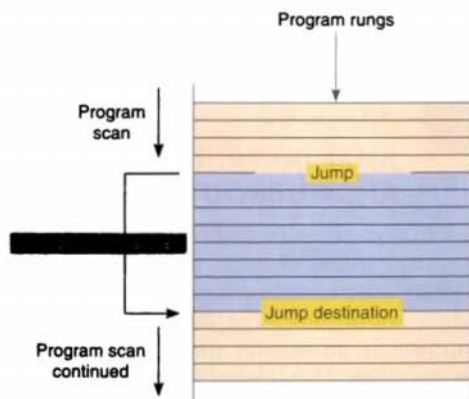 Program rungs
Program
scan
Jump
Jump destination
Program scan
continued